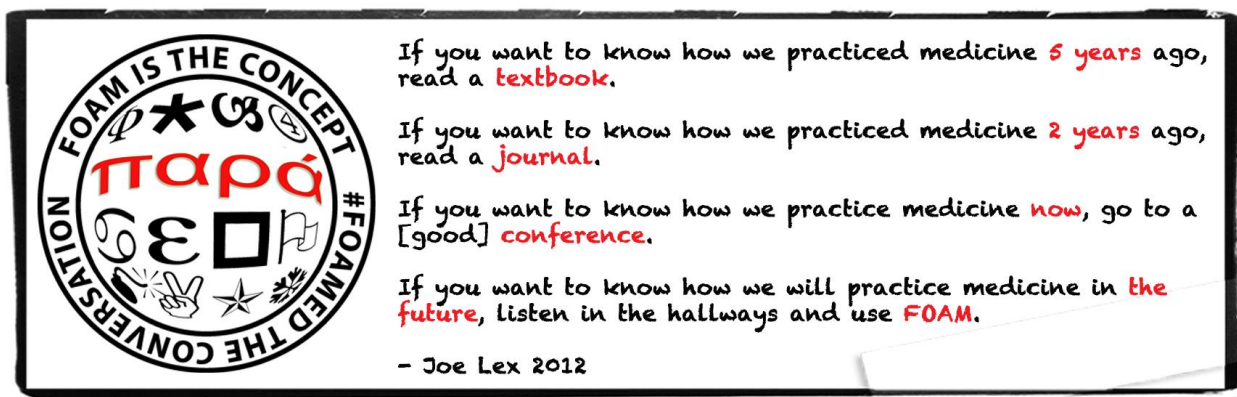 FOAM IS THE CONCEPT
παρά
#FOAMED THE CONVERSATION
If you want to know how we practiced medicine 5 years ago,
read a textbook.
If you want to know how we practiced medicine 2 years ago,
read a journal.
If you want to know how we practice medicine now, go to a
[good] conference.
If you want to know how we will practice medicine in the
future, listen in the hallways and use FOAM.
- Joe Lex 2012